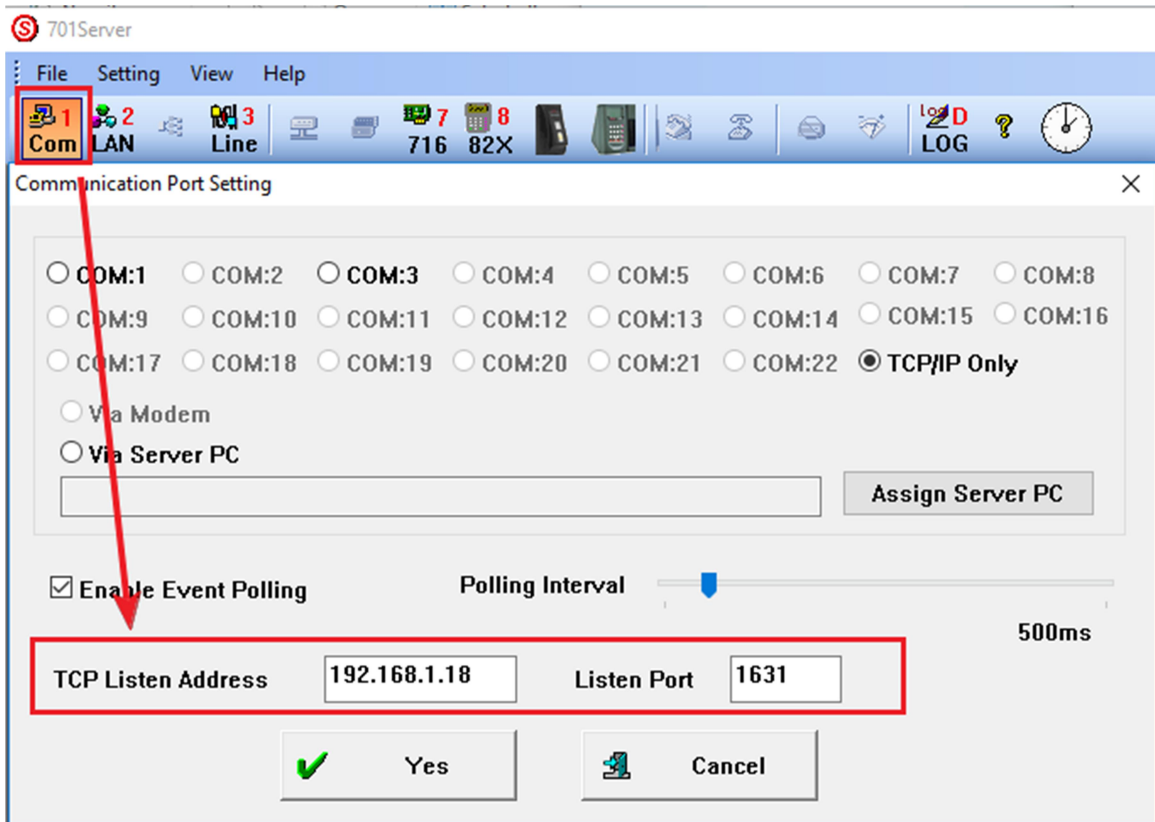 701Server
File Setting View Help
1 2 3 7 8 D
Com LAN Line 716 82X LOG
Communication Port Setting
COM:1 COM:2 COM:3 COM:4 COM:5 COM:6 COM:7 COM:8
COM:9 COM:10 COM:11 COM:12 COM:13 COM:14 COM:15 COM:16
COM:17 COM:18 COM:19 COM:20 COM:21 COM:22 TCP/IP Only
Via Modem
Via Server PC
Assign Server PC
Enable Event Polling Polling Interval
500ms
TCP Listen Address 192.168.1.18 Listen Port 1631
Yes Cancel